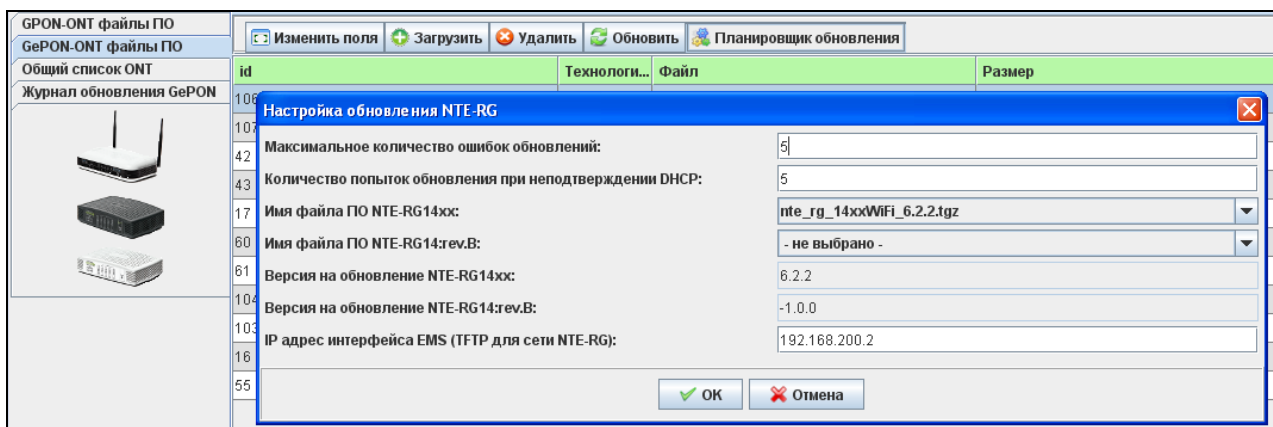 GPON-ONT файлы ПО
GePON-ONT файлы ПО
Общий список ONT
Журнал обновления GePON
Изменить поля Загрузить Удалить Обновить Планировщик обновления
id Технологи... Файл Размер
106
107
42
43
17
60
61
104
103
16
55
Настройка обновления NTE-RG
Максимальное количество ошибок обновлений: 5
Количество попыток обновления при неподтверждении DHCP: 5
Имя файла ПО NTE-RG14xx: nte_rg_14xxWiFi_6.2.2.tgz
Имя файла ПО NTE-RG14:rev.B: - не выбрано -
Версия на обновление NTE-RG14xx: 6.2.2
Версия на обновление NTE-RG14:rev.B: -1.0.0
IP адрес интерфейса EMS (TFTP для сети NTE-RG): 192.168.200.2
ОК Отмена